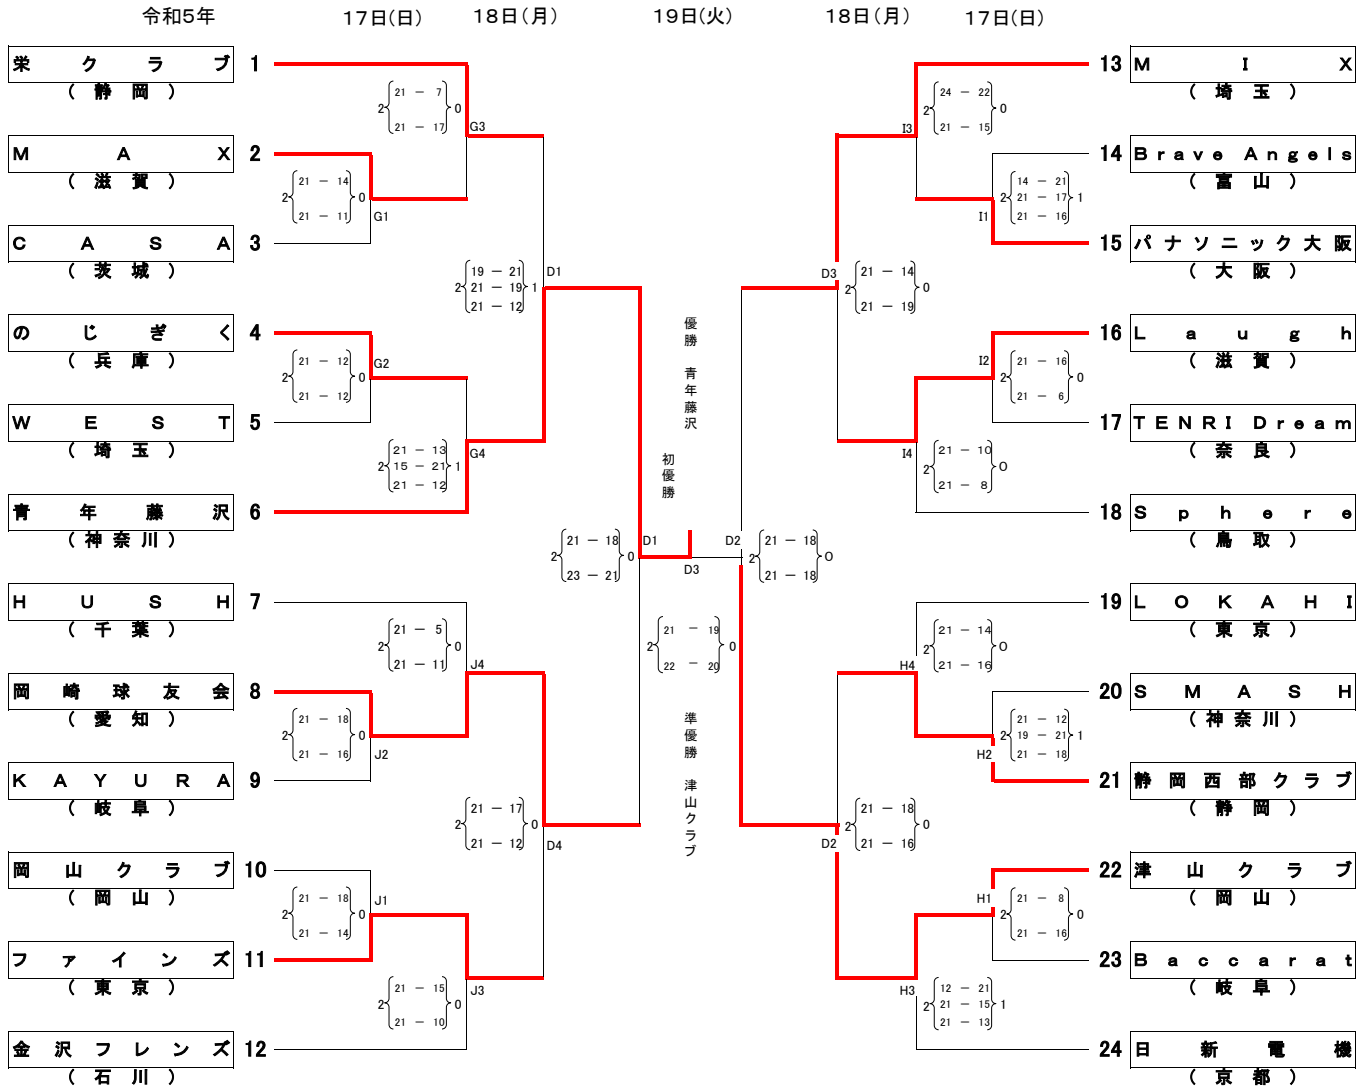 令和5年 17日(日) 18日(月) 19日(火) 18日(月) 17日(日)
栄クラブ 1
(静岡)
21 － 7
2 0
21 － 17
G3
MAX 2
(滋賀)
21 － 14
2 0
21 － 11
G1
CASA 3
(茨城)
19 － 21
2 21 － 19 1
21 － 12
D1
のじぎく 4
(兵庫)
21 － 12
2 0
21 － 12
G2
WEST 5
(埼玉)
21 － 13
2 15 － 21 1
21 － 12
G4
青年藤沢 6
(神奈川)
21 － 18
2 0
23 － 21
D1
HUSH 7
(千葉)
21 － 5
2 0
21 － 11
J4
岡崎球友会 8
(愛知)
21 － 18
2 0
21 － 16
J2
KAYURA 9
(岐阜)
21 － 17
2 0
21 － 12
D4
岡山クラブ 10
(岡山)
21 － 18
2 0
21 － 14
J1
ファインズ 11
(東京)
21 － 15
2 0
21 － 10
J3
金沢フレンズ 12
(石川)
優勝 青年藤沢
初優勝
D3
21 － 19
2 0
22 － 20
準優勝 津山クラブ
13 MIX
(埼玉)
24 － 22
2 0
21 － 15
I3
14 Brave Angels
(富山)
14 － 21
2 21 － 17 1
21 － 16
I1
15 パナソニック大阪
(大阪)
21 － 14
2 0
21 － 19
D3
16 Laugh
(滋賀)
21 － 16
2 0
21 － 6
I2
17 TENRI Dream
(奈良)
21 － 10
2 0
21 － 8
I4
18 Sphere
(鳥取)
21 － 18
2 0
21 － 18
D2
19 LOKAHI
(東京)
21 － 14
2 0
21 － 16
H4
20 SMASH
(神奈川)
21 － 12
2 19 － 21 1
21 － 18
H2
21 静岡西部クラブ
(静岡)
21 － 18
2 0
21 － 16
D2
22 津山クラブ
(岡山)
21 － 8
2 0
21 － 16
H1
23 Baccarat
(岐阜)
12 － 21
2 21 － 15 1
21 － 13
H3
24 日新電機
(京都)